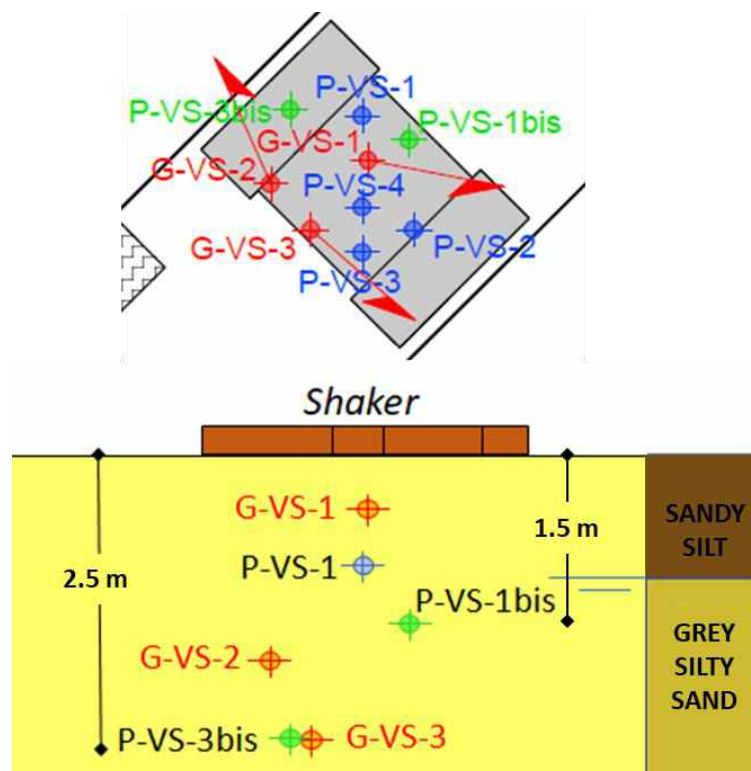 P-VS-1
P-VS-3bis
P-VS-1bis
G-VS-1
G-VS-2
P-VS-4
G-VS-3
P-VS-2
P-VS-3
Shaker
G-VS-1
SANDY
SILT
1.5 m
P-VS-1
2.5 m
P-VS-1bis
GREY
SILTY
SAND
G-VS-2
P-VS-3bis
G-VS-3